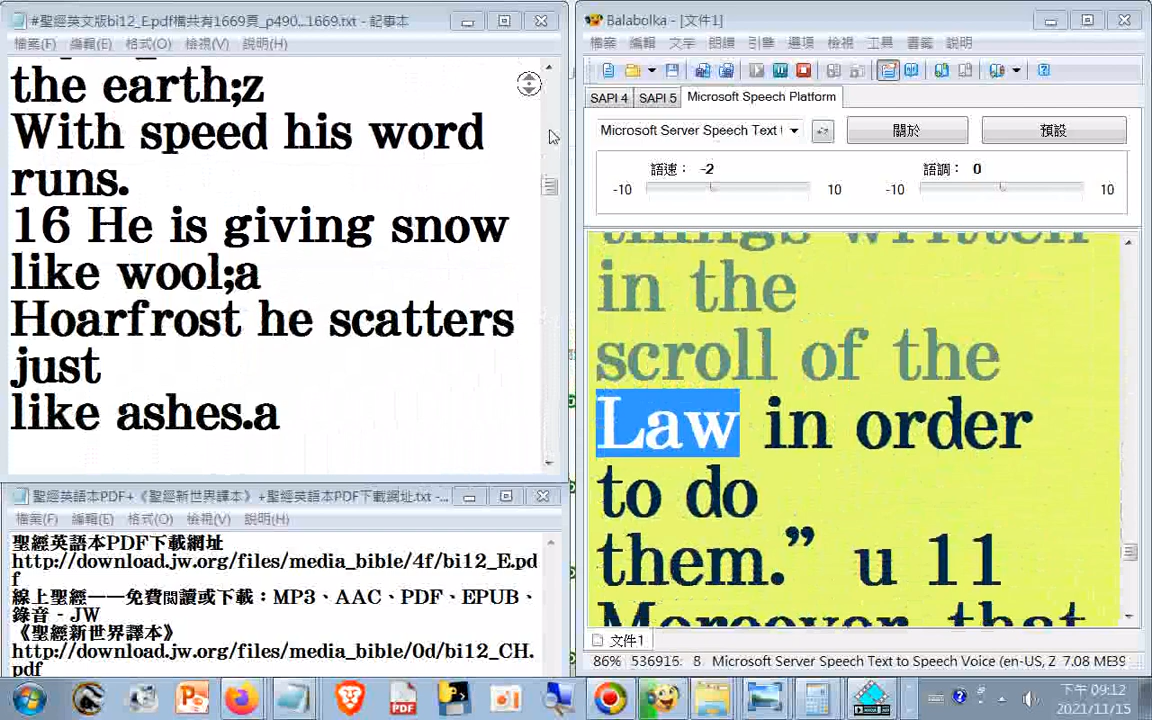 #聖經英文版bi12_E.pdf檔共有1669頁_p490...1669.txt - 記事本
檔案(F) 編輯(E) 格式(O) 檢視(V) 說明(H)
the earth;z
With speed his word
runs.
16 He is giving snow
like wool;a
Hoarfrost he scatters
just
like ashes.a
聖經英語本PDF+《聖經新世界譯本》+聖經英語本PDF下載網址.txt - ...
檔案(F) 編輯(E) 格式(O) 檢視(V) 說明(H)
聖經英語本PDF下載網址
http://download.jw.org/files/media_bible/4f/bi12_E.pd
f
線上聖經——免費閱讀或下載：MP3、AAC、PDF、EPUB、
錄音 - JW
《聖經新世界譯本》
http://download.jw.org/files/media_bible/0d/bi12_CH.
pdf
Balabolka - [文件1]
檔案 編輯 文字 朗讀 引擎 選項 檢視 工具 書籤 說明
SAPI 4 SAPI 5 Microsoft Speech Platform
Microsoft Server Speech Text 關於 預設
語速： -2 語調： 0
-10 10 -10 10
things written
in the
scroll of the
Law in order
to do
them.” u 11
Moreover, that
文件1
86% 536915: 8 Microsoft Server Speech Text to Speech Voice (en-US, Z 7.08 MB
PDF
下午 09:12
2021/11/15